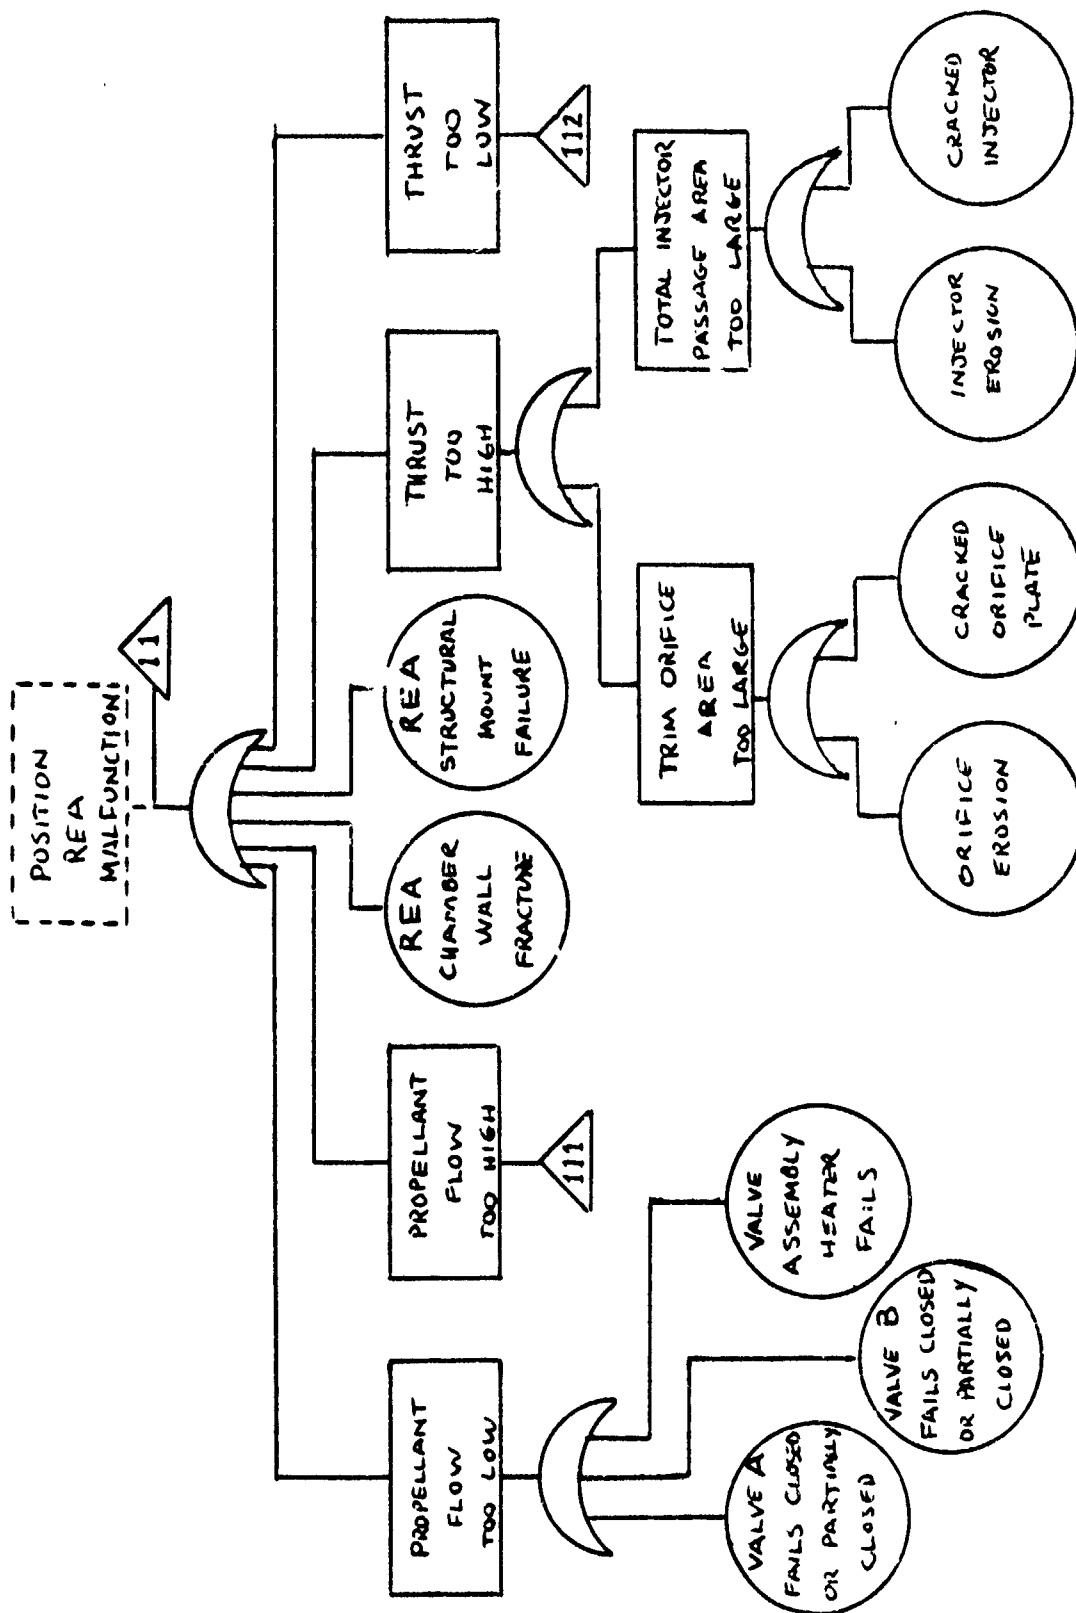 POSITION
REA
MALFUNCTION
11
PROPELLANT
FLOW
TOO LOW
PROPELLANT
FLOW
TOO HIGH
REA
CHAMBER
WALL
FRACTURE
REA
STRUCTURAL
MOUNT
FAILURE
THRUST
TOO
HIGH
THRUST
TOO
LOW
111
112
TRIM ORIFICE
AREA
TOO LARGE
TOTAL INJECTOR
PASSAGE AREA
TOO LARGE
VALVE A
FAILS CLOSED
OR PARTIALLY
CLOSED
VALVE B
FAILS CLOSED
OR PARTIALLY
CLOSED
VALVE
ASSEMBLY
HEATER
FAILS
ORIFICE
EROSION
CRACKED
ORIFICE
PLATE
INJECTOR
EROSION
CRACKED
INJECTOR